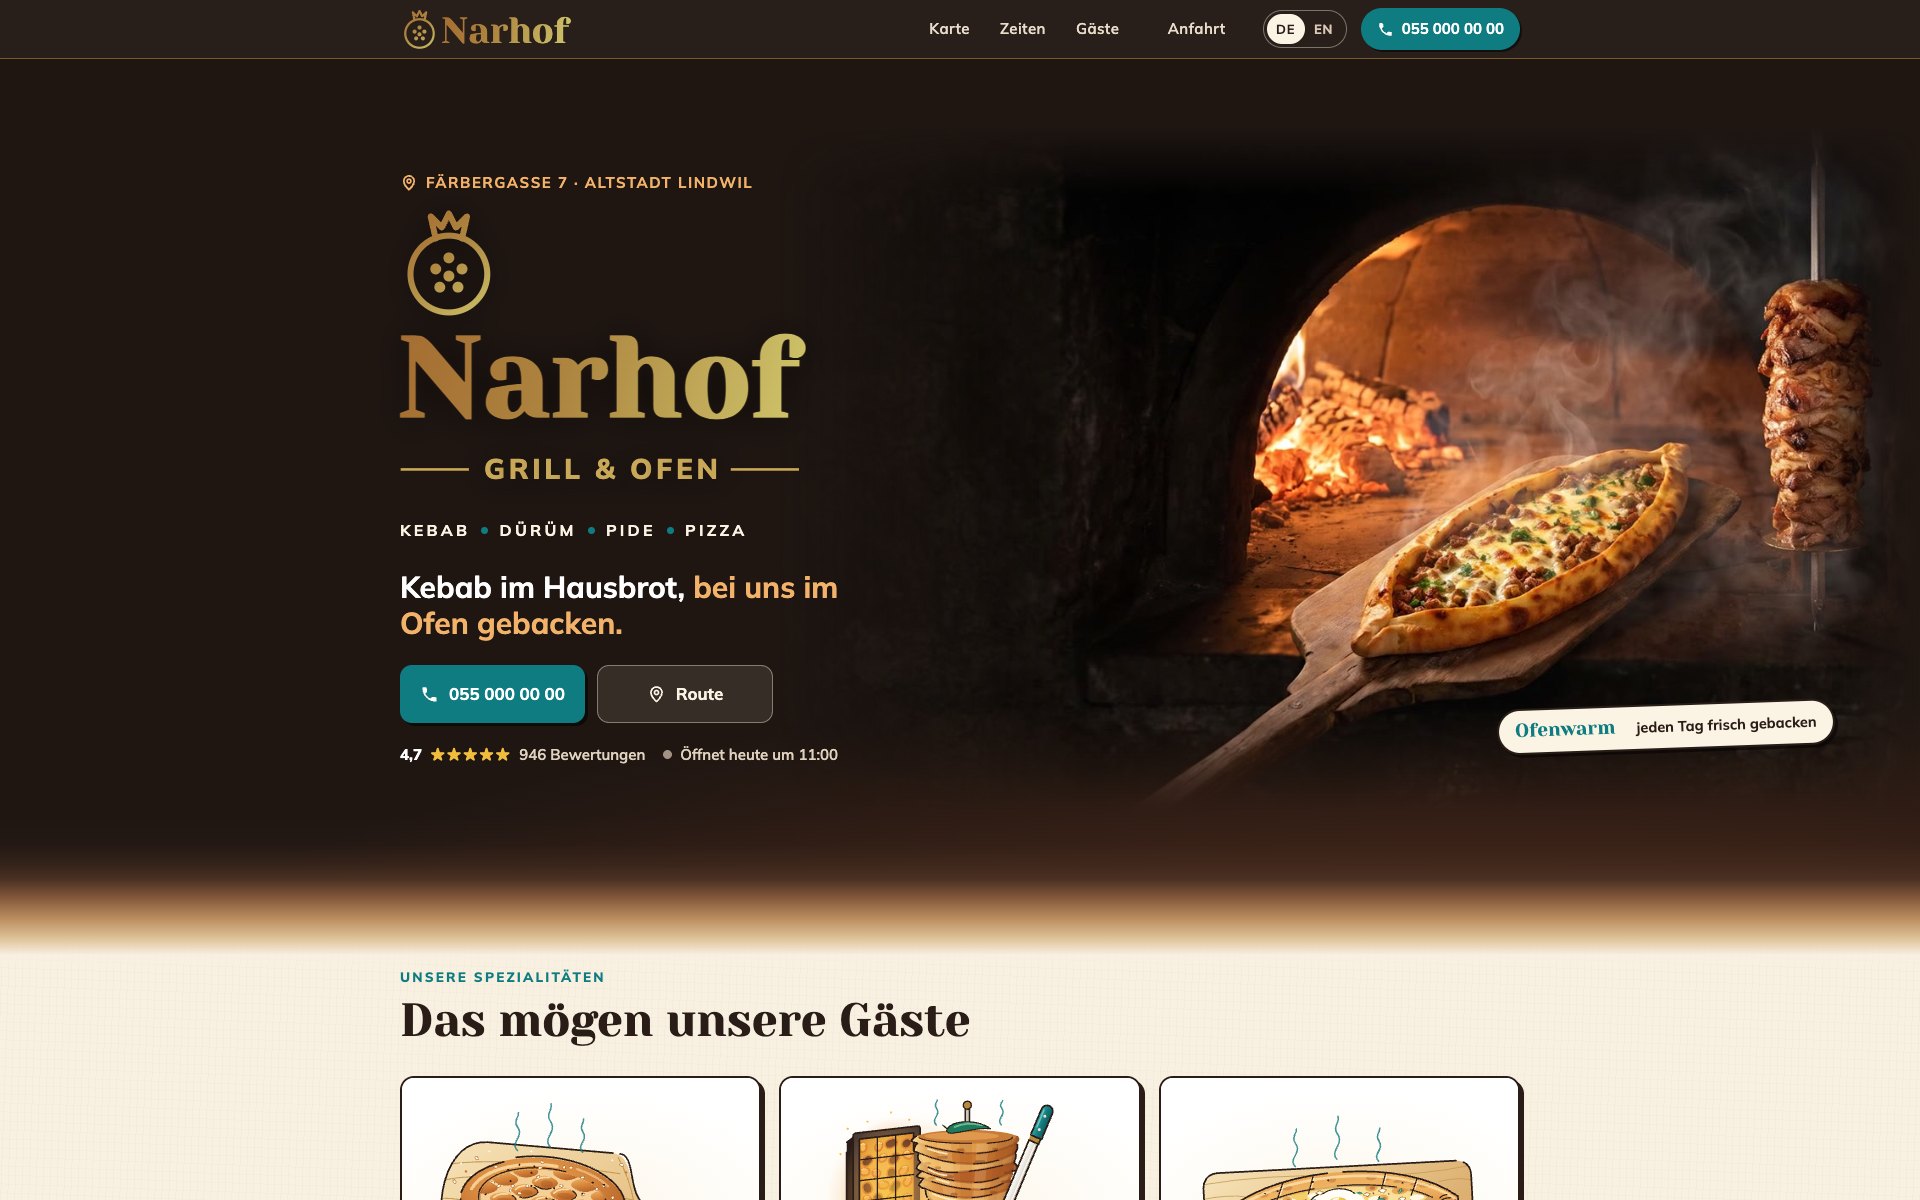 Narhof
Karte Zeiten Gäste Anfahrt DE EN 055 000 00 00
FÄRBERGASSE 7 · ALTSTADT LINDWIL
Narhof
GRILL & OFEN
KEBAB • DÜRÜM • PIDE • PIZZA
Kebab im Hausbrot, bei uns im
Ofen gebacken.
055 000 00 00 Route
4,7 ★★★★★ 946 Bewertungen • Öffnet heute um 11:00
Ofenwarm jeden Tag frisch gebacken
UNSERE SPEZIALITÄTEN
Das mögen unsere Gäste